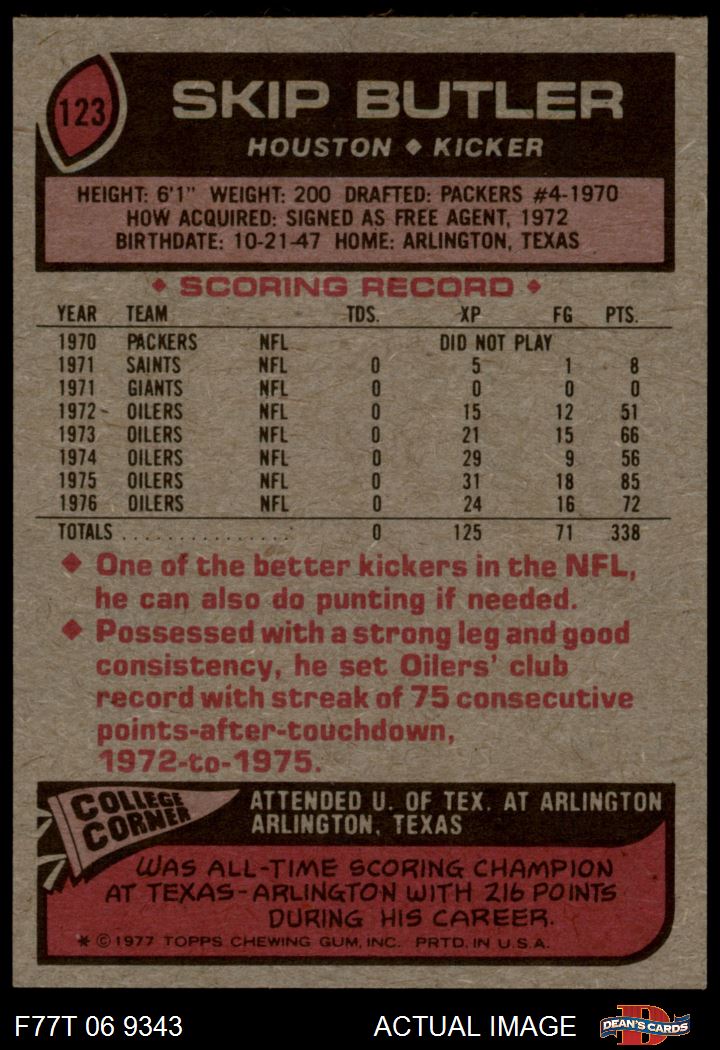 123
SKIP BUTLER
HOUSTON ♦ KICKER
HEIGHT: 6'1" WEIGHT: 200 DRAFTED: PACKERS #4-1970
HOW ACQUIRED: SIGNED AS FREE AGENT, 1972
BIRTHDATE: 10-21-47 HOME: ARLINGTON, TEXAS
♦ SCORING RECORD ♦
YEAR TEAM TDS. XP FG PTS.
1970 PACKERS NFL DID NOT PLAY
1971 SAINTS NFL 0 5 1 8
1971 GIANTS NFL 0 0 0 0
1972 OILERS NFL 0 15 12 51
1973 OILERS NFL 0 21 15 66
1974 OILERS NFL 0 29 9 56
1975 OILERS NFL 0 31 18 85
1976 OILERS NFL 0 24 16 72
TOTALS ................ 0 125 71 338
♦ One of the better kickers in the NFL,
he can also do punting if needed.
♦ Possessed with a strong leg and good
consistency, he set Oilers' club
record with streak of 75 consecutive
points-after-touchdown,
1972-to-1975.
COLLEGE
CORNER
ATTENDED U. OF TEX. AT ARLINGTON
ARLINGTON, TEXAS
WAS ALL-TIME SCORING CHAMPION
AT TEXAS-ARLINGTON WITH 216 POINTS
DURING HIS CAREER.
* © 1977 TOPPS CHEWING GUM, INC. PRTD. IN U.S.A.
F77T 06 9343 ACTUAL IMAGE
D
DEAN'S CARDS